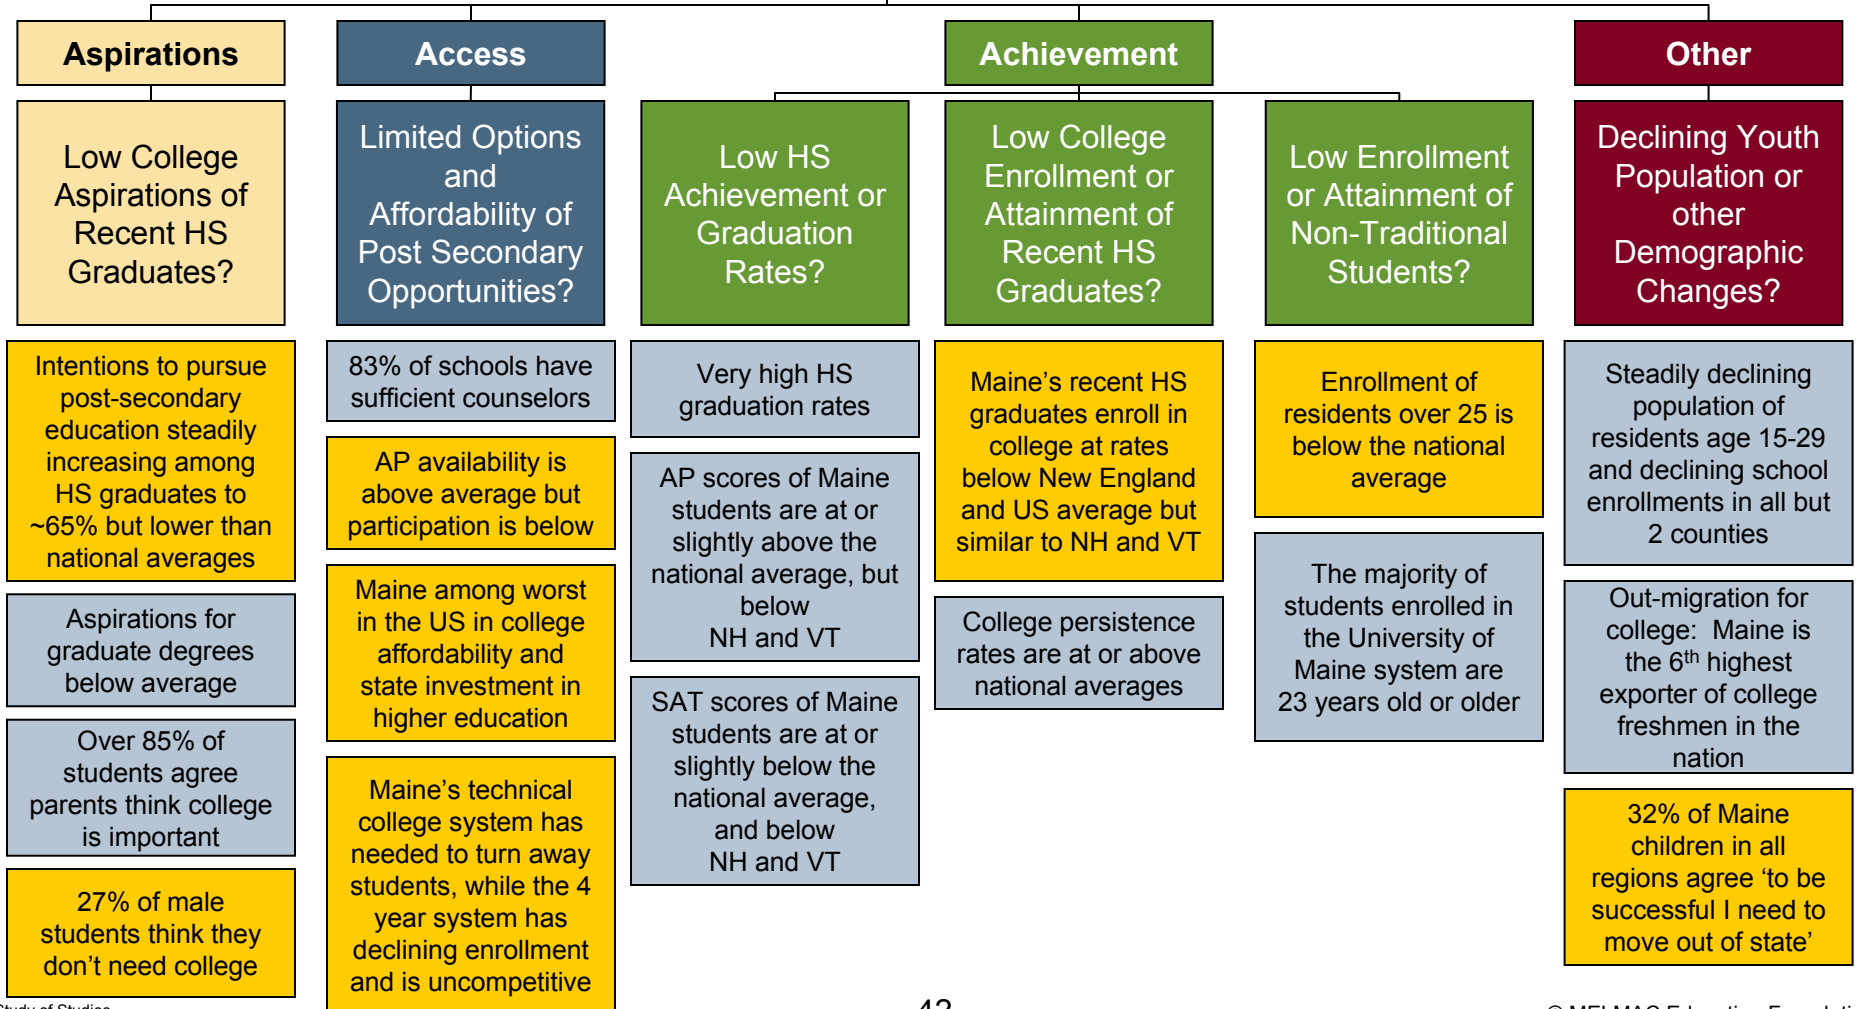 Aspirations
Access
Achievement
Other
Low College
Aspirations of
Recent HS
Graduates?
Limited Options
and
Affordability of
Post Secondary
Opportunities?
Low HS
Achievement or
Graduation
Rates?
Low College
Enrollment or
Attainment of
Recent HS
Graduates?
Low Enrollment
or Attainment of
Non-Traditional
Students?
Declining Youth
Population or
other
Demographic
Changes?
Intentions to pursue
post-secondary
education steadily
increasing among
HS graduates to
~65% but lower than
national averages
Aspirations for
graduate degrees
below average
Over 85% of
students agree
parents think college
is important
27% of male
students think they
don't need college
83% of schools have
sufficient counselors
AP availability is
above average but
participation is below
Maine among worst
in the US in college
affordability and
state investment in
higher education
Maine's technical
college system has
needed to turn away
students, while the 4
year system has
declining enrollment
and is uncompetitive
Very high HS
graduation rates
AP scores of Maine
students are at or
slightly above the
national average, but
below
NH and VT
SAT scores of Maine
students are at or
slightly below the
national average,
and below
NH and VT
Maine's recent HS
graduates enroll in
college at rates
below New England
and US average but
similar to NH and VT
College persistence
rates are at or above
national averages
Enrollment of
residents over 25 is
below the national
average
The majority of
students enrolled in
the University of
Maine system are
23 years old or older
Steadily declining
population of
residents age 15-29
and declining school
enrollments in all but
2 counties
Out-migration for
college:  Maine is
the 6th highest
exporter of college
freshmen in the
nation
32% of Maine
children in all
regions agree 'to be
successful I need to
move out of state'
Study of Studies
42
© MELMAC Education Foundation